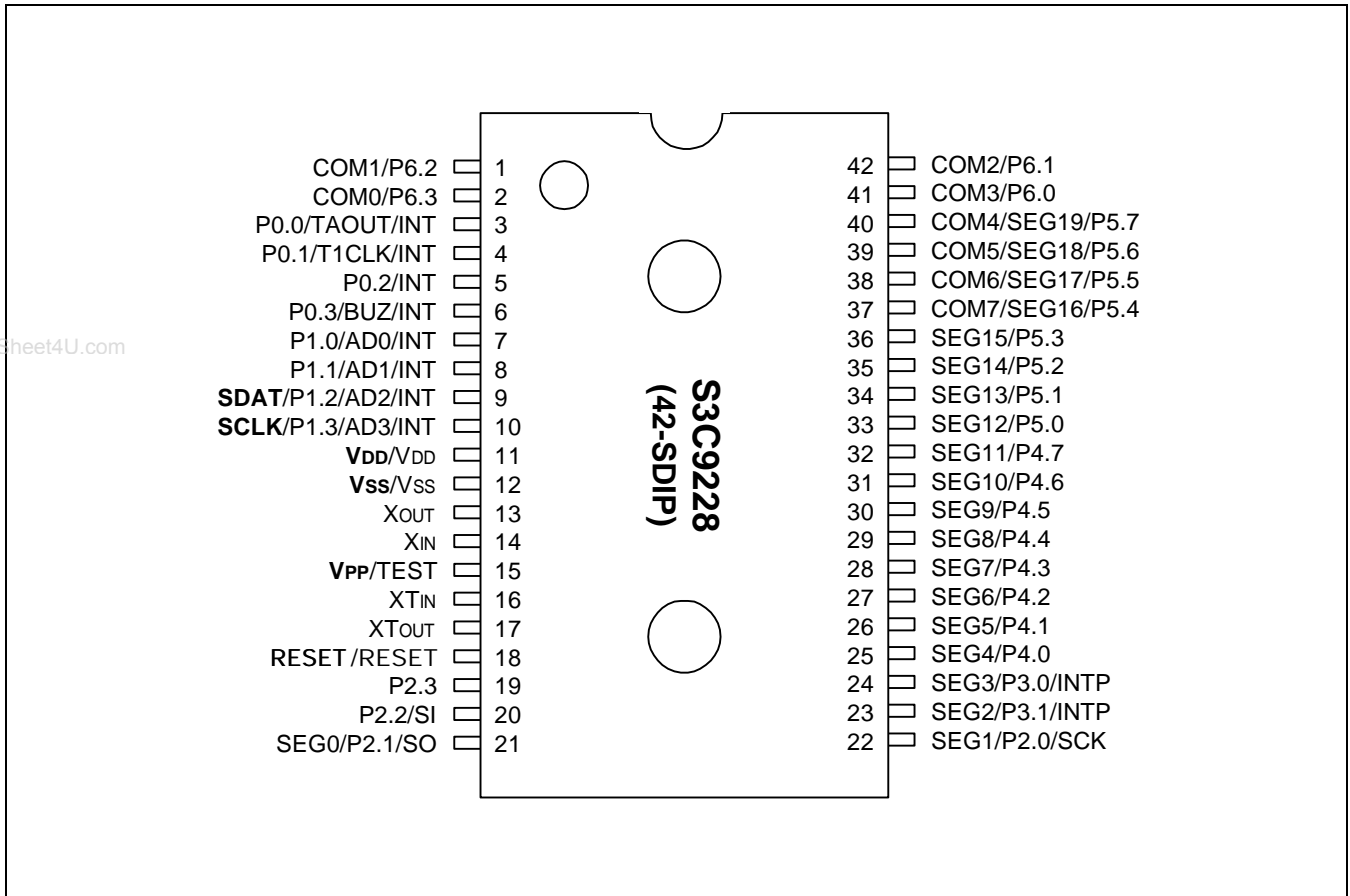 COM1/P6.2 1
COM0/P6.3 2
P0.0/TAOUT/INT 3
P0.1/T1CLK/INT 4
P0.2/INT 5
P0.3/BUZ/INT 6
P1.0/AD0/INT 7
P1.1/AD1/INT 8
SDAT/P1.2/AD2/INT 9
SCLK/P1.3/AD3/INT 10
VDD/VDD 11
VSS/VSS 12
XOUT 13
XIN 14
VPP/TEST 15
XTIN 16
XTOUT 17
RESET/RESET 18
P2.3 19
P2.2/SI 20
SEG0/P2.1/SO 21
S3C9228
(42-SDIP)
42 COM2/P6.1
41 COM3/P6.0
40 COM4/SEG19/P5.7
39 COM5/SEG18/P5.6
38 COM6/SEG17/P5.5
37 COM7/SEG16/P5.4
36 SEG15/P5.3
35 SEG14/P5.2
34 SEG13/P5.1
33 SEG12/P5.0
32 SEG11/P4.7
31 SEG10/P4.6
30 SEG9/P4.5
29 SEG8/P4.4
28 SEG7/P4.3
27 SEG6/P4.2
26 SEG5/P4.1
25 SEG4/P4.0
24 SEG3/P3.0/INTP
23 SEG2/P3.1/INTP
22 SEG1/P2.0/SCK
heet4U.com